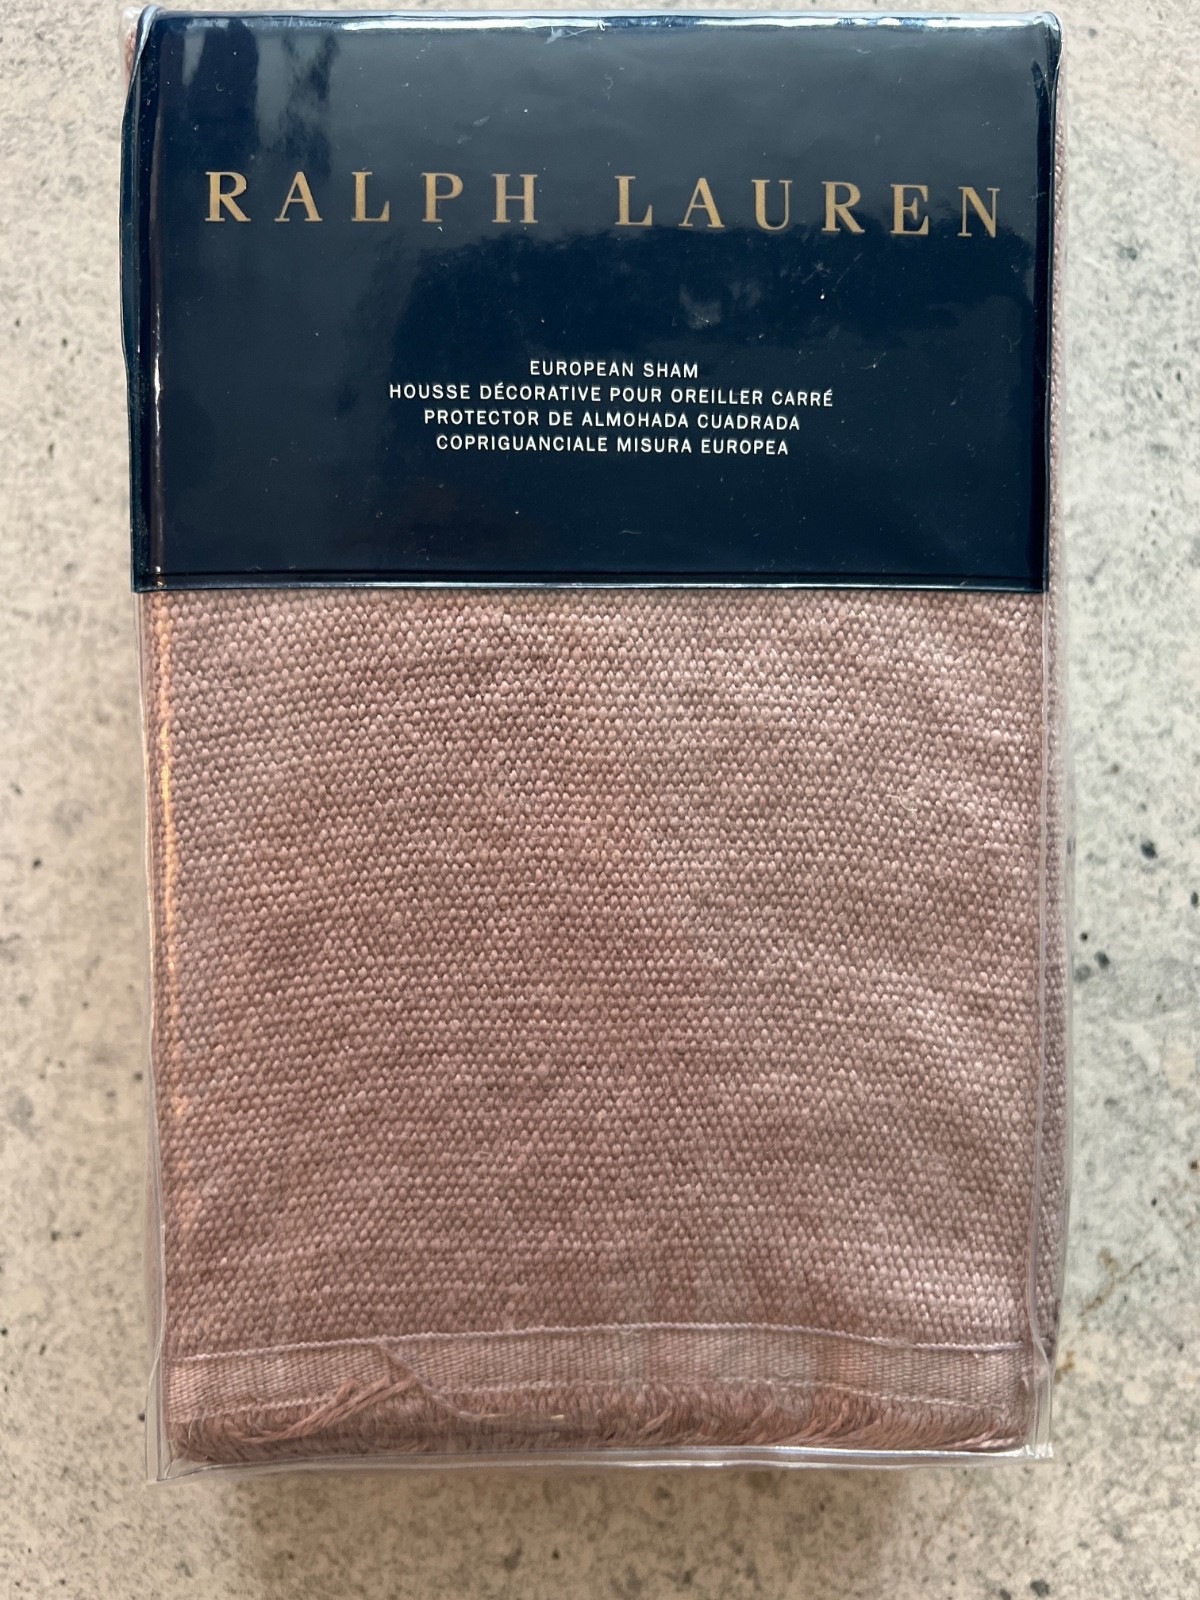 RALPH LAUREN
EUROPEAN SHAM
HOUSSE DÉCORATIVE POUR OREILLER CARRÉ
PROTECTOR DE ALMOHADA CUADRADA
COPRIGUANCIALE MISURA EUROPEA